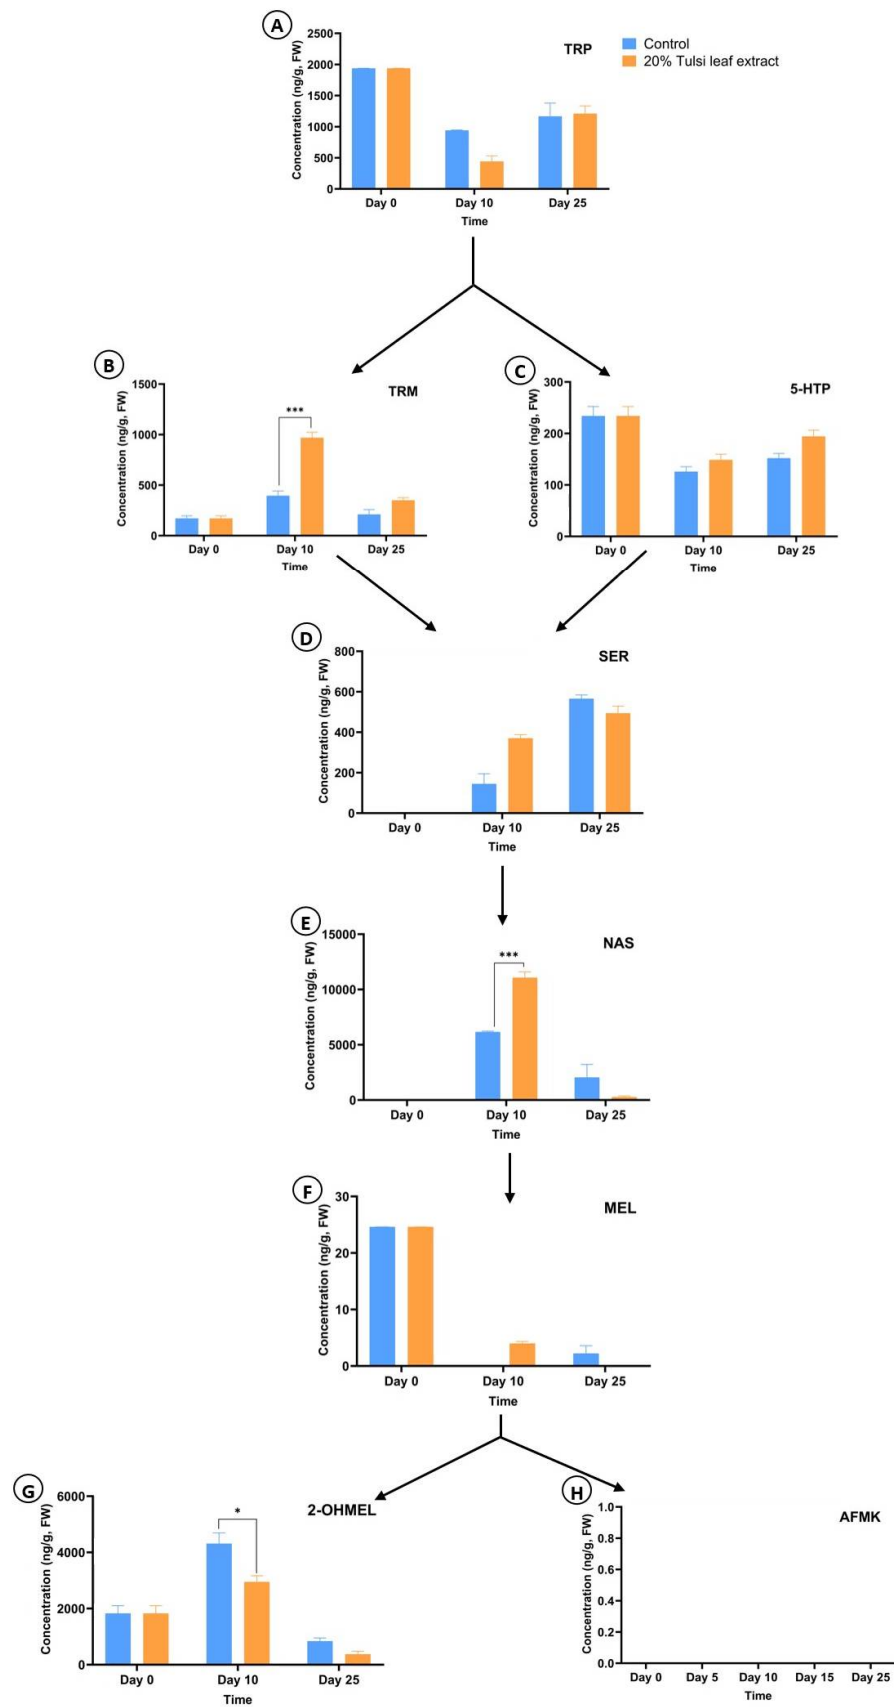 A
TRP
Control
20% Tulsi leaf extract
Concentration (ng/g, FW)
2500
2000
1500
1000
500
0
Day 0 Day 10 Day 25
Time
B
TRM
Concentration (ng/g, FW)
1500
1000
500
0
***
Day 0 Day 10 Day 25
Time
C
5-HTP
Concentration (ng/g, FW)
300
200
100
0
Day 0 Day 10 Day 25
Time
D
SER
Concentration (ng/g, FW)
800
600
400
200
0
Day 0 Day 10 Day 25
Time
E
NAS
Concentration (ng/g, FW)
15000
10000
5000
0
***
Day 0 Day 10 Day 25
Time
F
MEL
Concentration (ng/g, FW)
30
20
10
0
Day 0 Day 10 Day 25
Time
G
2-OHMEL
Concentration (ng/g, FW)
6000
4000
2000
0
*
Day 0 Day 10 Day 25
Time
H
AFMK
Concentration (ng/g, FW)
1.0
0.8
0.6
0.4
0.2
0.0
Day 0 Day 5 Day 10 Day 15 Day 25
Time